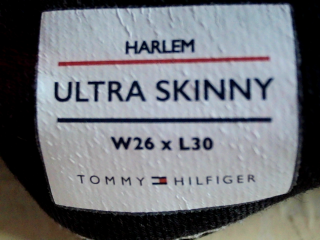 HARLEM
ULTRA SKINNY
W26 x L30
TOMMY HILFIGER